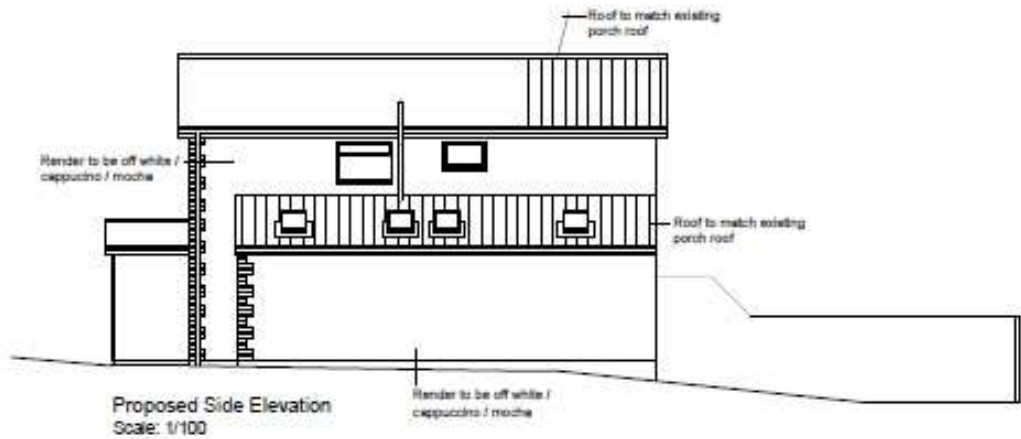 Roof to match existing
porch roof
Render to be off white /
cappucino / mocha
Roof to match existing
porch roof
Render to be off white /
cappuccino / mocha
Proposed Side Elevation
Scale: 1/100